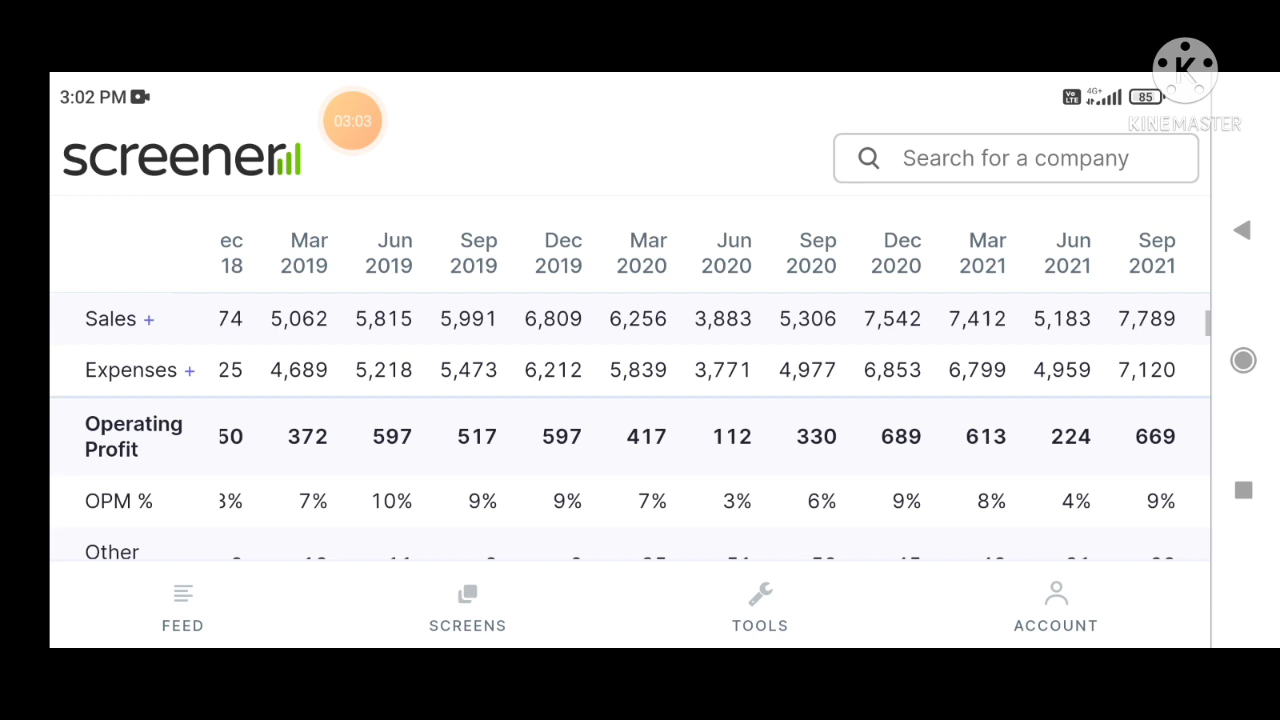 3:02 PM
Vo LTE 4G+ 85
03:03
KINEMASTER
screener
Search for a company
ec Mar Jun Sep Dec Mar Jun Sep Dec Mar Jun Sep
18 2019 2019 2019 2019 2020 2020 2020 2020 2021 2021 2021
Sales + 74 5,062 5,815 5,991 6,809 6,256 3,883 5,306 7,542 7,412 5,183 7,789
Expenses + 25 4,689 5,218 5,473 6,212 5,839 3,771 4,977 6,853 6,799 4,959 7,120
Operating
Profit 50 372 597 517 597 417 112 330 689 613 224 669
OPM % 3% 7% 10% 9% 9% 7% 3% 6% 9% 8% 4% 9%
Other
FEED SCREENS TOOLS ACCOUNT